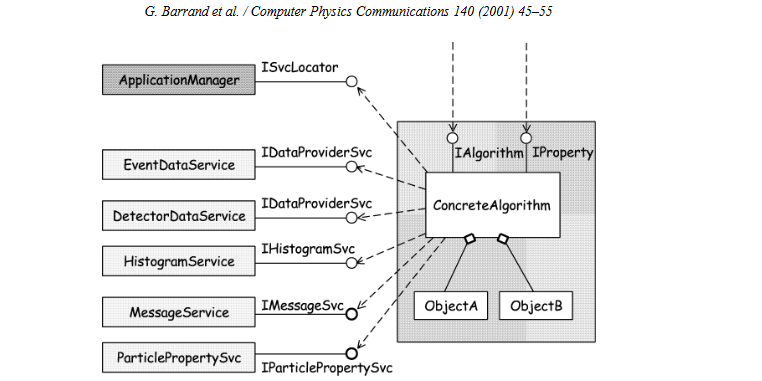 G. Barrand et al. / Computer Physics Communications 140 (2001) 45–55
ISvcLocator
ApplicationManager
IDataProviderSvc
IAlgorithm IProperty
EventDataService
IDataProviderSvc
ConcreteAlgorithm
DetectorDataService
IHistogramSvc
HistogramService
IMessageSvc
ObjectA ObjectB
MessageService
ParticlePropertySvc
IParticlePropertySvc